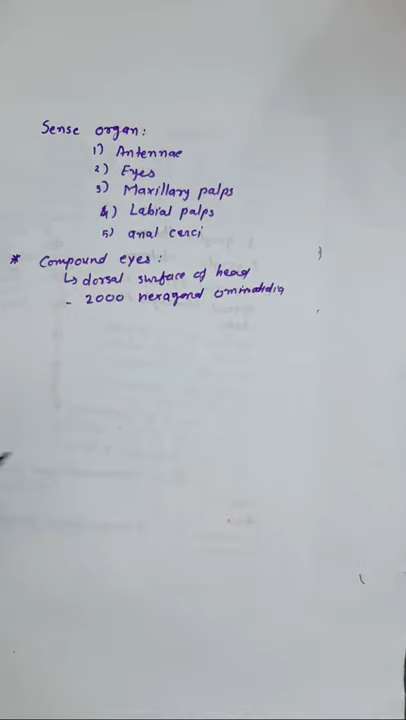 Sense organ:
1) Antennae
2) Eyes
3) Maxillary palps
4) Labial palps
5) anal cerci
* Compound eyes:
↳ dorsal surface of head
- 2000 hexagonal ommatidia